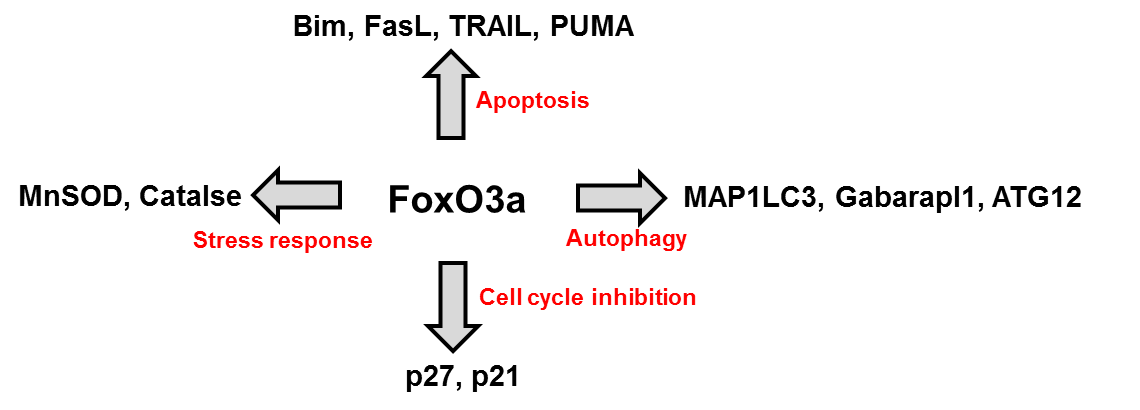 Bim, FasL, TRAIL, PUMA
Apoptosis
MnSOD, Catalse
FoxO3a
MAP1LC3, Gabarapl1, ATG12
Stress response
Autophagy
Cell cycle inhibition
p27, p21